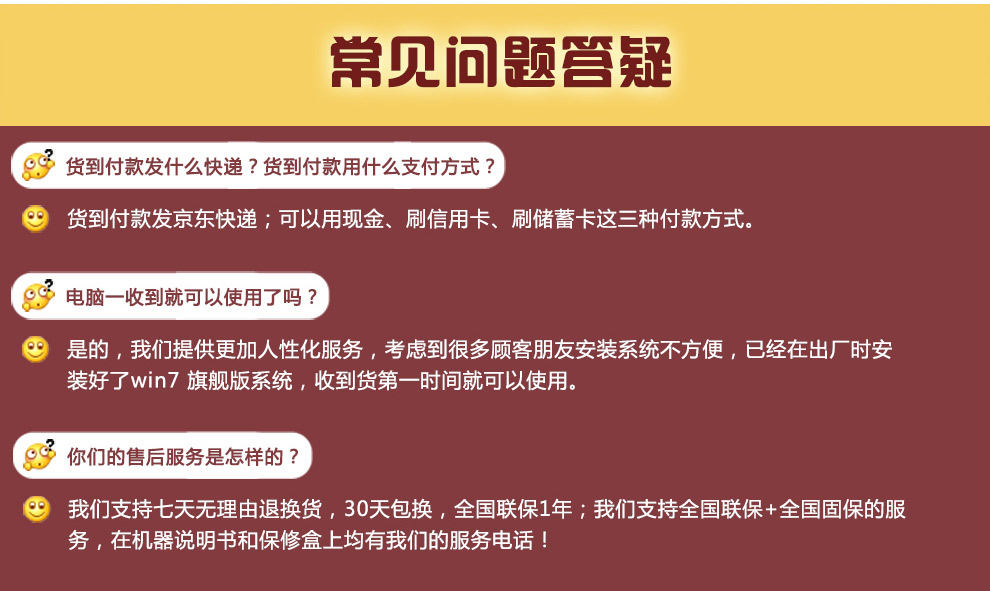 常见问题答疑
货到付款发什么快递？货到付款用什么支付方式？
货到付款发京东快递；可以用现金、刷信用卡、刷储蓄卡这三种付款方式。
电脑一收到就可以使用了吗？
是的，我们提供更加人性化服务，考虑到很多顾客朋友安装系统不方便，已经在出厂时安
装好了win7 旗舰版系统，收到货第一时间就可以使用。
你们的售后服务是怎样的？
我们支持七天无理由退换货，30天包换，全国联保1年；我们支持全国联保+全国固保的服
务，在机器说明书和保修盒上均有我们的服务电话！